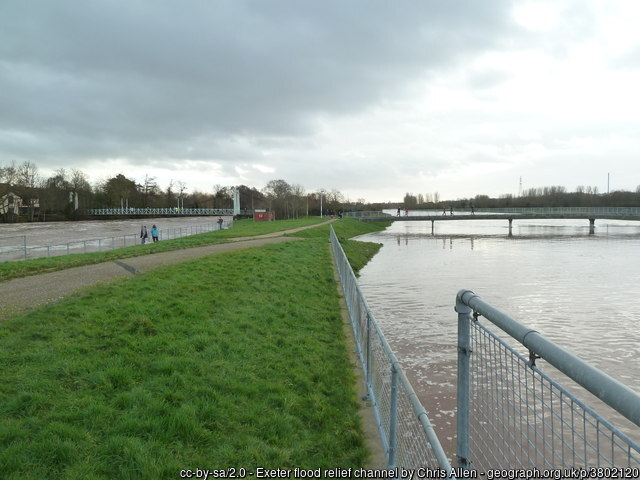 cc-by-sa/2.0 - Exeter flood relief channel by Chris Allen - geograph.org.uk/p/3802120